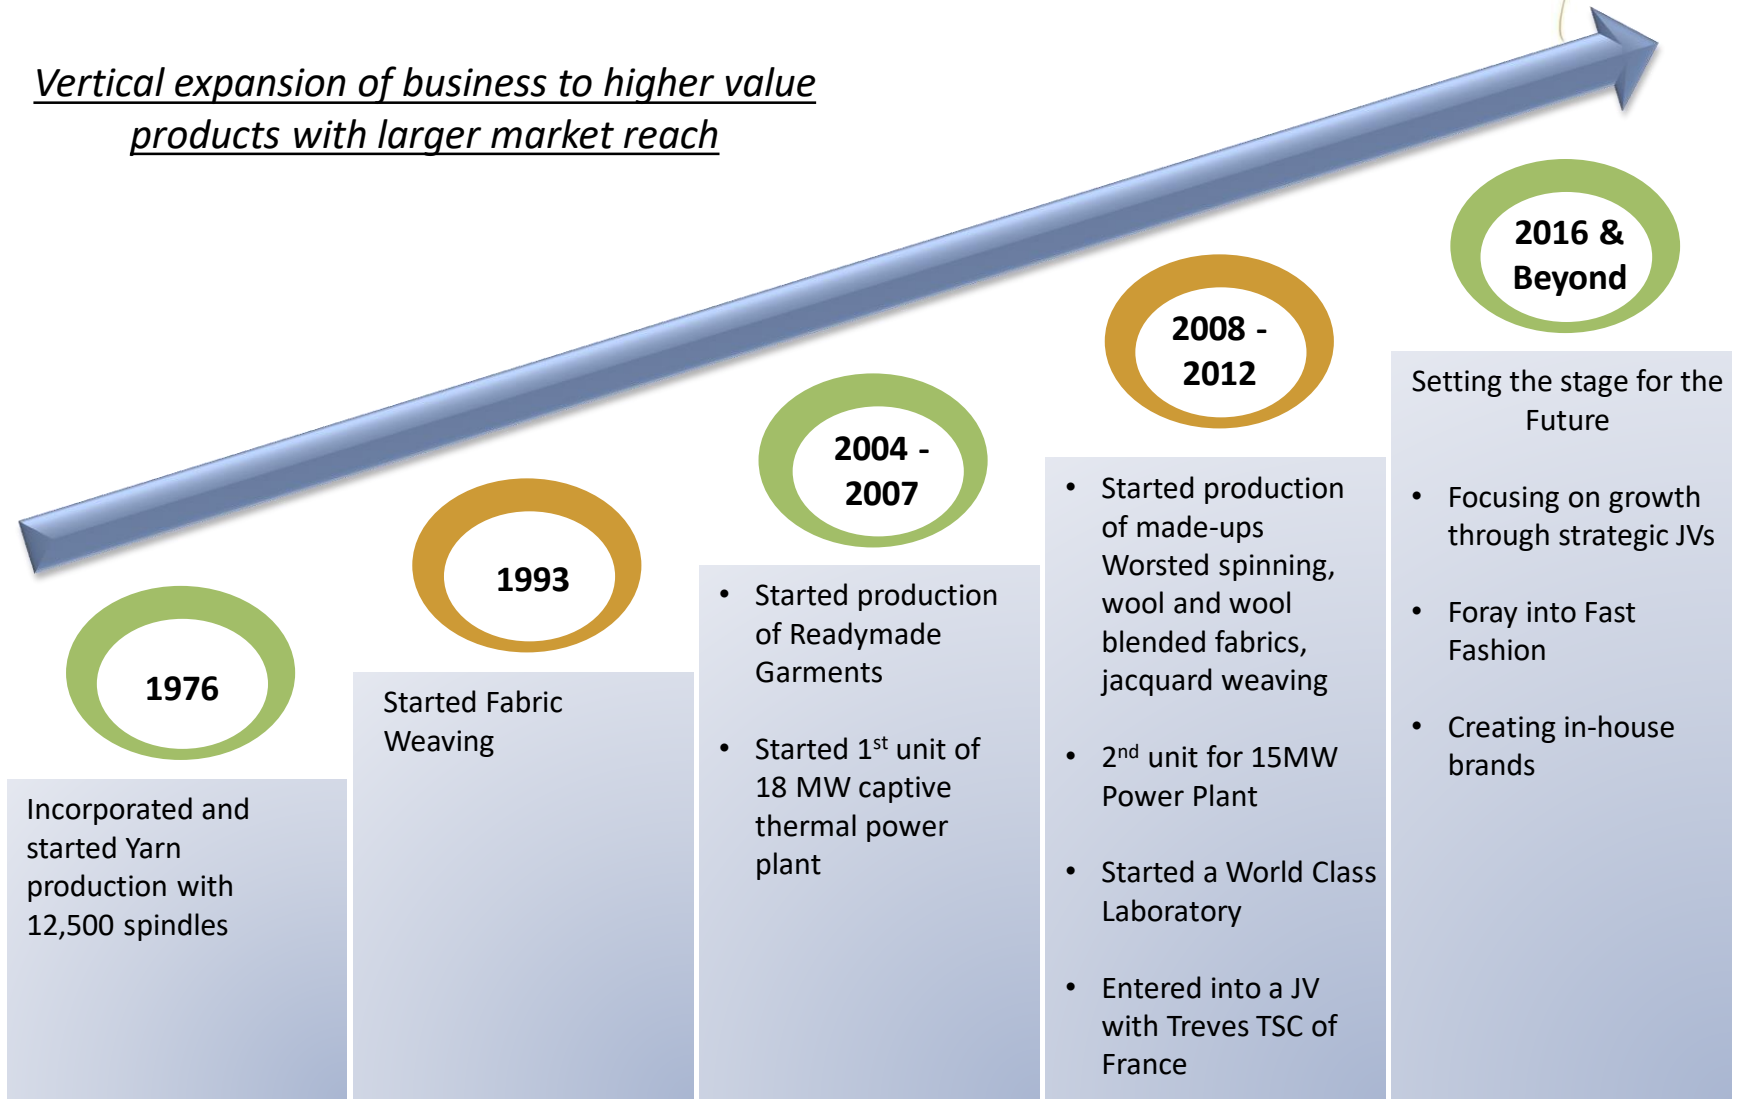 Vertical expansion of business to higher value
products with larger market reach
1976
Incorporated and
started Yarn
production with
12,500 spindles
1993
Started Fabric
Weaving
2004 -
2007
• Started production
of Readymade
Garments
• Started 1st unit of
18 MW captive
thermal power
plant
2008 -
2012
• Started production
of made-ups
Worsted spinning,
wool and wool
blended fabrics,
jacquard weaving
• 2nd unit for 15MW
Power Plant
• Started a World Class
Laboratory
• Entered into a JV
with Treves TSC of
France
2016 &
Beyond
Setting the stage for the
Future
• Focusing on growth
through strategic JVs
• Foray into Fast
Fashion
• Creating in-house
brands